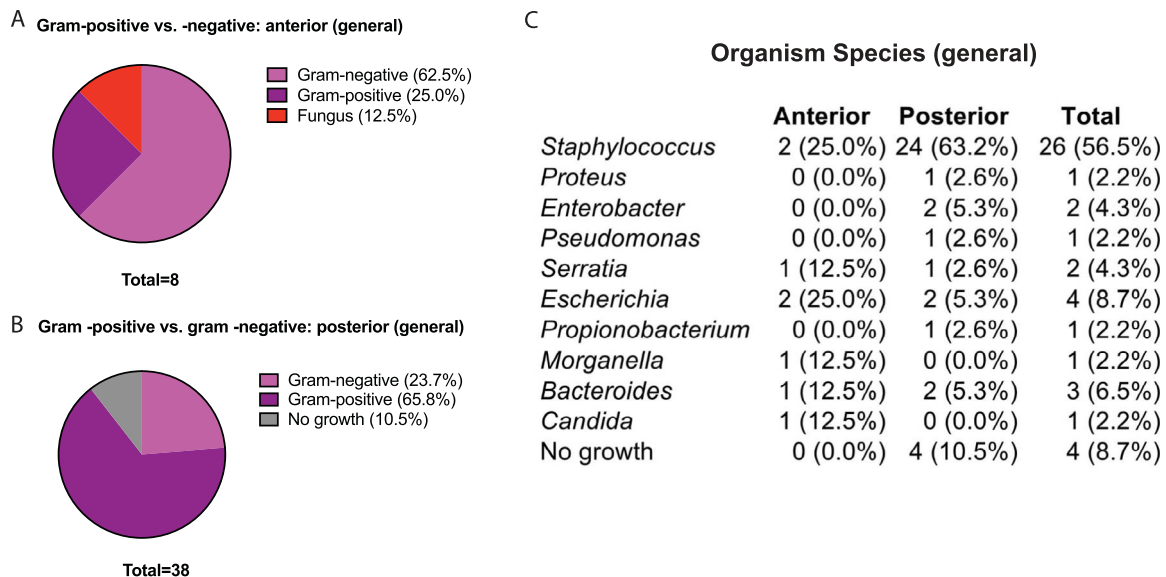 A
Gram-positive vs. -negative: anterior (general)
Gram-negative (62.5%)
Gram-positive (25.0%)
Fungus (12.5%)
Total=8
B
Gram -positive vs. gram -negative: posterior (general)
Gram-negative (23.7%)
Gram-positive (65.8%)
No growth (10.5%)
Total=38
C
Organism Species (general)
Anterior Posterior Total
Staphylococcus 2 (25.0%) 24 (63.2%) 26 (56.5%)
Proteus 0 (0.0%) 1 (2.6%) 1 (2.2%)
Enterobacter 0 (0.0%) 2 (5.3%) 2 (4.3%)
Pseudomonas 0 (0.0%) 1 (2.6%) 1 (2.2%)
Serratia 1 (12.5%) 1 (2.6%) 2 (4.3%)
Escherichia 2 (25.0%) 2 (5.3%) 4 (8.7%)
Propionobacterium 0 (0.0%) 1 (2.6%) 1 (2.2%)
Morganella 1 (12.5%) 0 (0.0%) 1 (2.2%)
Bacteroides 1 (12.5%) 2 (5.3%) 3 (6.5%)
Candida 1 (12.5%) 0 (0.0%) 1 (2.2%)
No growth 0 (0.0%) 4 (10.5%) 4 (8.7%)